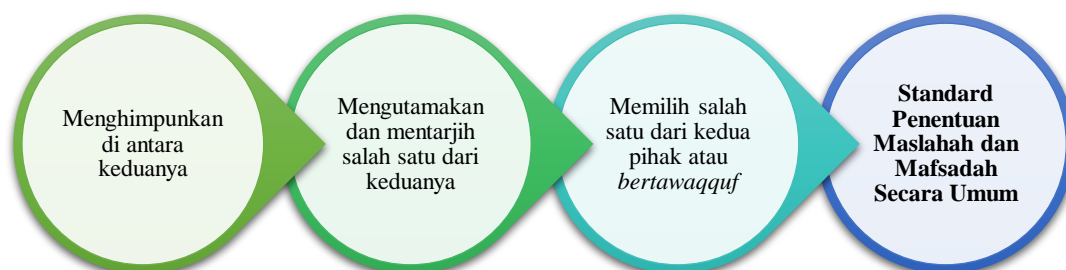 Menghimpunkan
di antara
keduanya
Mengutamakan
dan mentarjih
salah satu dari
keduanya
Memilih salah
satu dari kedua
pihak atau
bertawaqquf
Standard
Penentuan
Maslahah dan
Mafsadah
Secara Umum